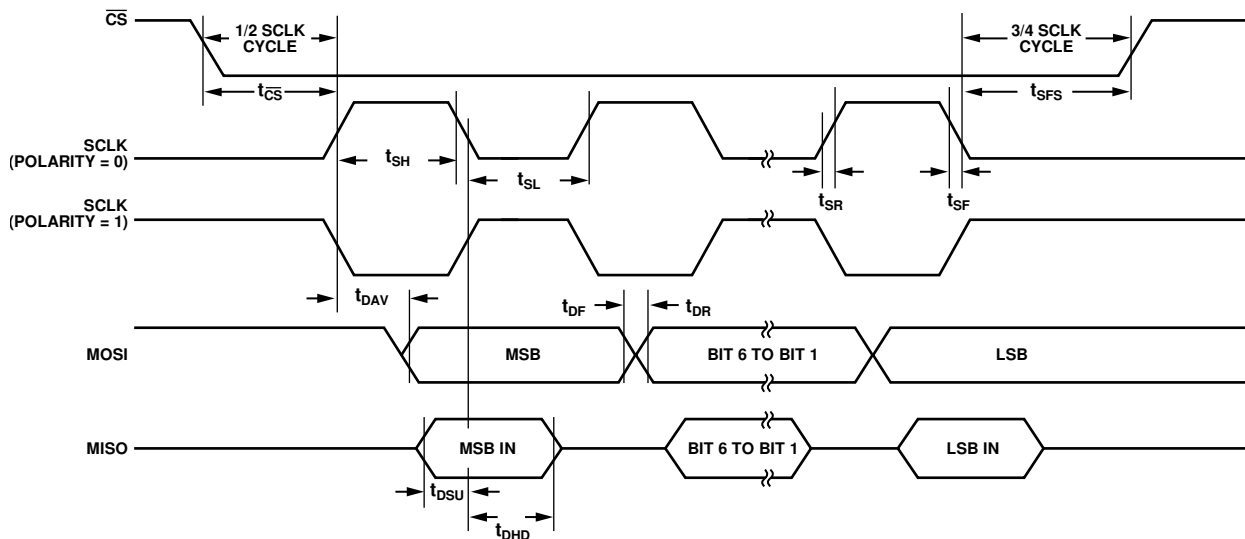 C̅S̅
1/2 SCLK
CYCLE
3/4 SCLK
CYCLE
tC̅S̅
tSFS
SCLK
(POLARITY = 0)
tSH
tSL
tSR
tSF
SCLK
(POLARITY = 1)
tDAV
tDF
tDR
MOSI
MSB
BIT 6 TO BIT 1
LSB
MISO
MSB IN
BIT 6 TO BIT 1
LSB IN
tDSU
tDHD